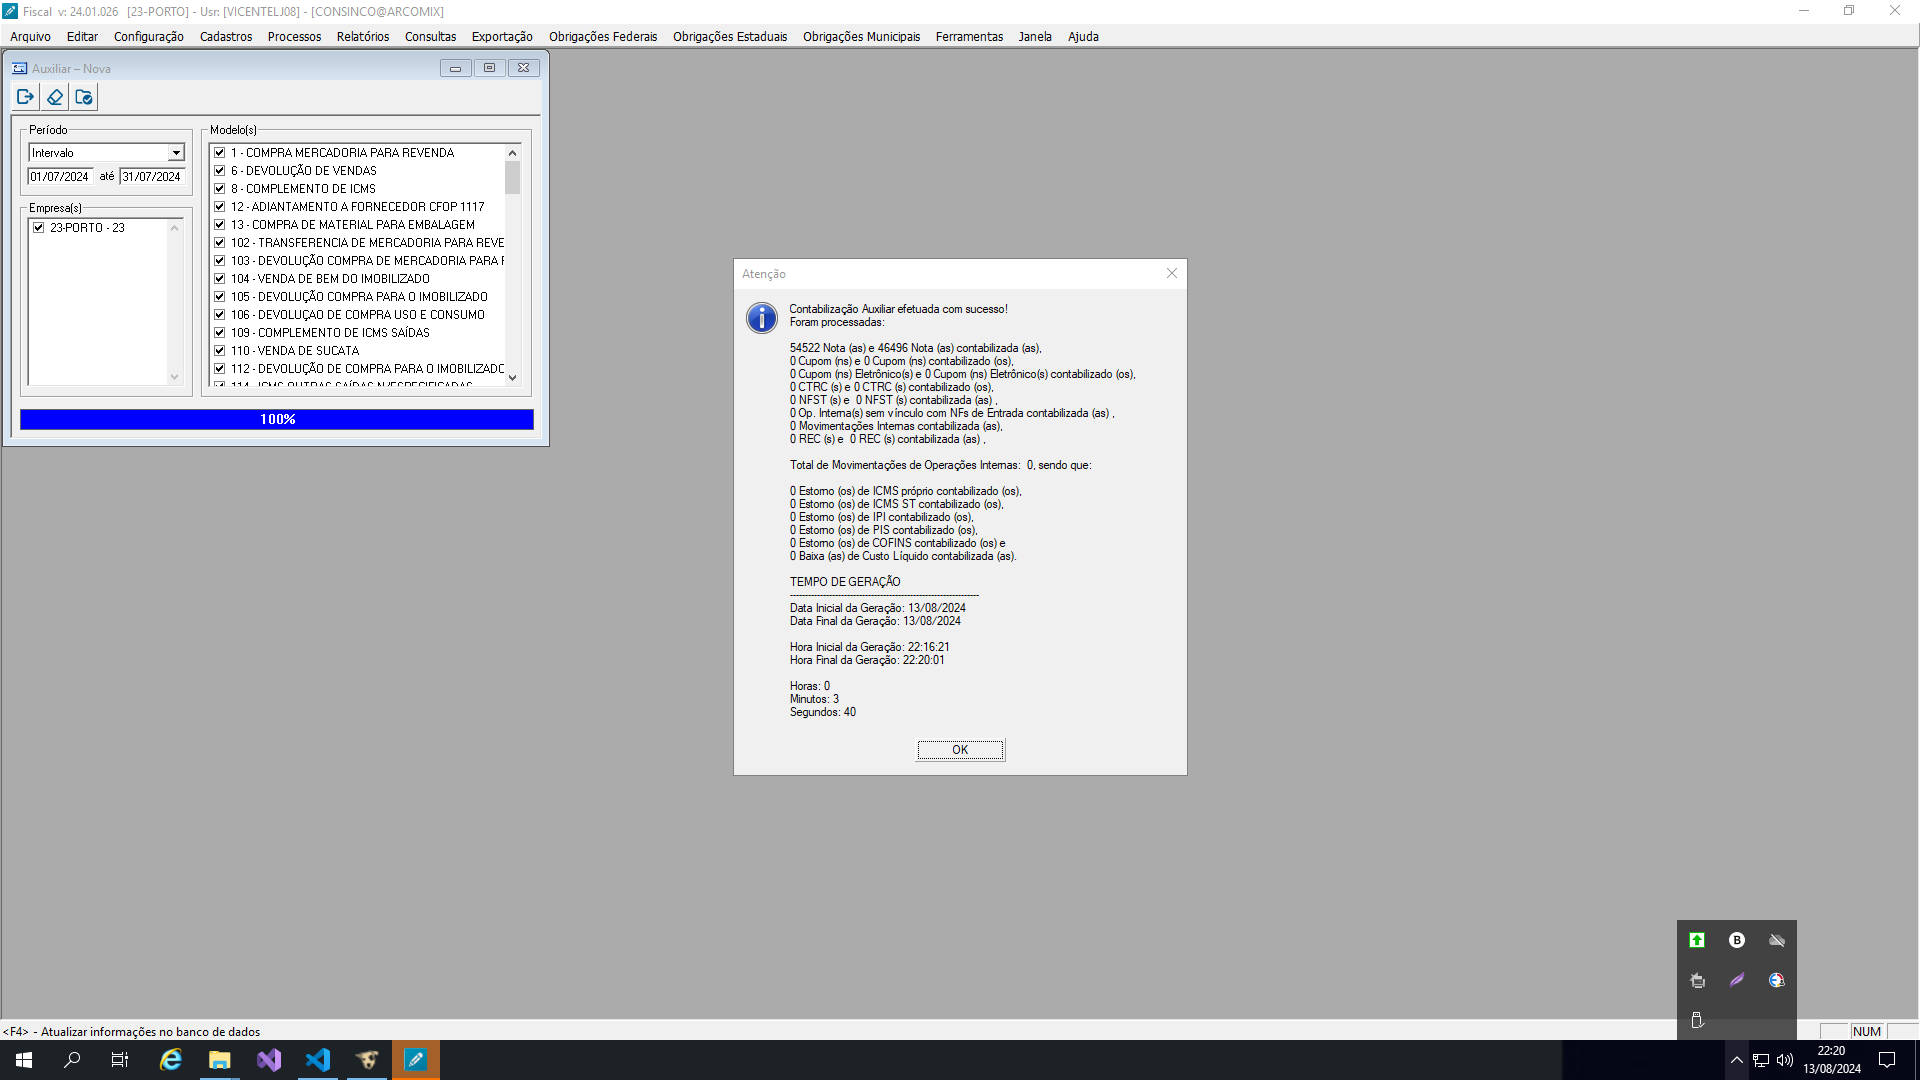 Fiscal v: 24.01.026 [23-PORTO] - Usr: [VICENTELJ08] - [CONSINCO@ARCOMIX]
Arquivo Editar Configuração Cadastros Processos Relatórios Consultas Exportação Obrigações Federais Obrigações Estaduais Obrigações Municipais Ferramentas Janela Ajuda
Auxiliar – Nova
Período
Intervalo
01/07/2024 até 31/07/2024
Empresa(s)
23-PORTO - 23
Modelo(s)
1 - COMPRA MERCADORIA PARA REVENDA
6 - DEVOLUÇÃO DE VENDAS
8 - COMPLEMENTO DE ICMS
12 - ADIANTAMENTO A FORNECEDOR CFOP 1117
13 - COMPRA DE MATERIAL PARA EMBALAGEM
102 - TRANSFERENCIA DE MERCADORIA PARA REVE
103 - DEVOLUÇÃO COMPRA DE MERCADORIA PARA
104 - VENDA DE BEM DO IMOBILIZADO
105 - DEVOLUÇÃO COMPRA PARA O IMOBILIZADO
106 - DEVOLUÇAO DE COMPRA USO E CONSUMO
109 - COMPLEMENTO DE ICMS SAÍDAS
110 - VENDA DE SUCATA
112 - DEVOLUÇÃO DE COMPRA PARA O IMOBILIZADO
114 - ICMS OUTRAS SAÍDAS N/ESPECIFICADAS
100%
Atenção
Contabilização Auxiliar efetuada com sucesso!
Foram processadas:
54522 Nota (as) e 46496 Nota (as) contabilizada (as),
0 Cupom (ns) e 0 Cupom (ns) contabilizado (os),
0 Cupom (ns) Eletrônico(s) e 0 Cupom (ns) Eletrônico(s) contabilizado (os),
0 CTRC (s) e 0 CTRC (s) contabilizado (os),
0 NFST (s) e 0 NFST (s) contabilizada (as) ,
0 Op. Interna(s) sem vínculo com NFs de Entrada contabilizada (as) ,
0 Movimentações Internas contabilizada (as),
0 REC (s) e 0 REC (s) contabilizada (as) ,
Total de Movimentações de Operações Internas: 0, sendo que:
0 Estorno (os) de ICMS próprio contabilizado (os),
0 Estorno (os) de ICMS ST contabilizado (os),
0 Estorno (os) de IPI contabilizado (os),
0 Estorno (os) de PIS contabilizado (os),
0 Estorno (os) de COFINS contabilizado (os) e
0 Baixa (as) de Custo Líquido contabilizada (as).
TEMPO DE GERAÇÃO
---------------------------------------------------------------
Data Inicial da Geração: 13/08/2024
Data Final da Geração: 13/08/2024
Hora Inicial da Geração: 22:16:21
Hora Final da Geração: 22:20:01
Horas: 0
Minutos: 3
Segundos: 40
OK
<F4> - Atualizar informações no banco de dados
NUM
22:20
13/08/2024